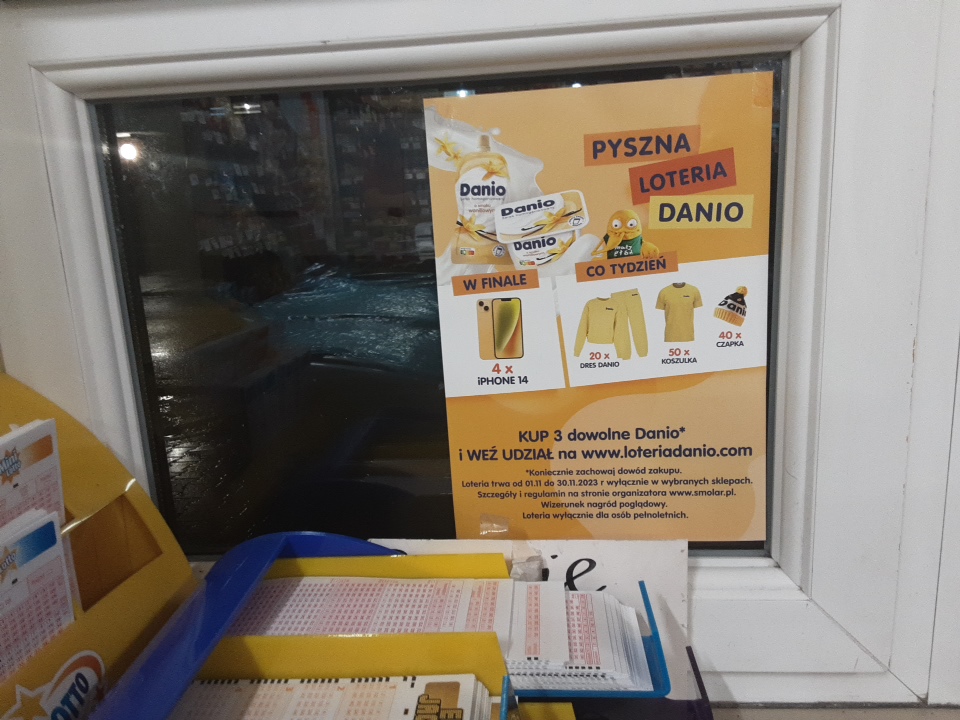 PYSZNA
LOTERIA
DANIO
Danio
Danio
Danio
W FINALE
CO TYDZIEŃ
4 x
iPHONE 14
20 x
DRES DANIO
50 x
KOSZULKA
40 x
CZAPKA
KUP 3 dowolne Danio*
i WEŹ UDZIAŁ na www.loteriadanio.com
*Koniecznie zachowaj dowód zakupu.
Loteria trwa od 01.11 do 30.11.2023 r wyłącznie w wybranych sklepach.
Szczegóły i regulamin na stronie organizatora www.smolar.pl.
Wizerunek nagród poglądowy.
Loteria wyłącznie dla osób pełnoletnich.
LOTTO